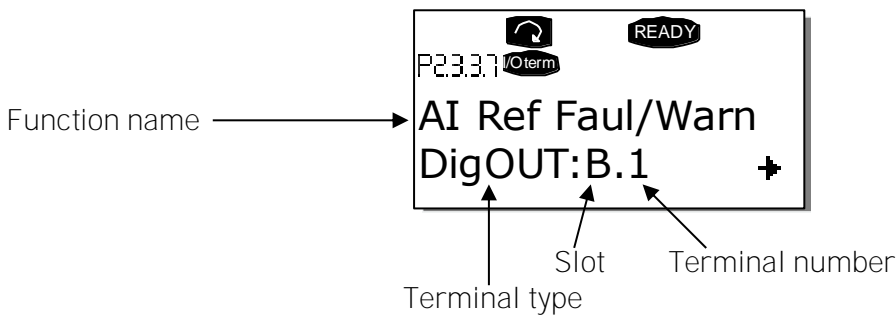 READY
P2.3.3.7 I/Oterm
Function name
AI Ref Faul/Warn
DigOUT:B.1
Slot
Terminal number
Terminal type